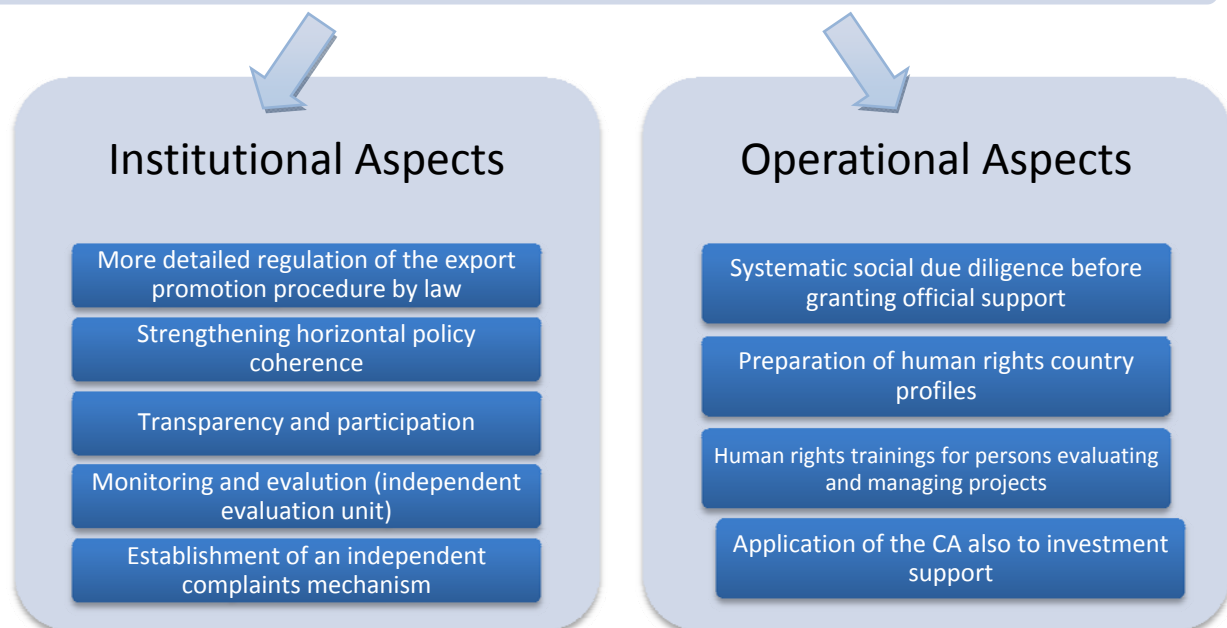 Institutional Aspects
More detailed regulation of the export
promotion procedure by law
Strengthening horizontal policy
coherence
Transparency and participation
Monitoring and evalution (independent
evaluation unit)
Establishment of an independent
complaints mechanism
Operational Aspects
Systematic social due diligence before
granting official support
Preparation of human rights country
profiles
Human rights trainings for persons evaluating
and managing projects
Application of the CA also to investment
support